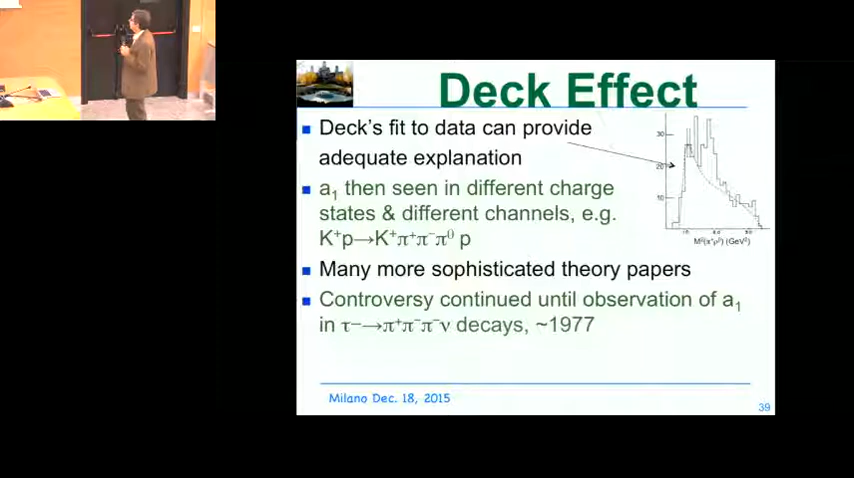 Deck Effect
Deck's fit to data can provide
adequate explanation
a₁ then seen in different charge
states & different channels, e.g.
K⁺p→K⁺π⁺π⁻π⁰ p
Many more sophisticated theory papers
Controversy continued until observation of a₁
in τ−→π⁺π⁻π⁻ν decays, ~1977
30
20
10
M²(π⁺ρ⁰) (GeV²)
Milano Dec. 18, 2015
39